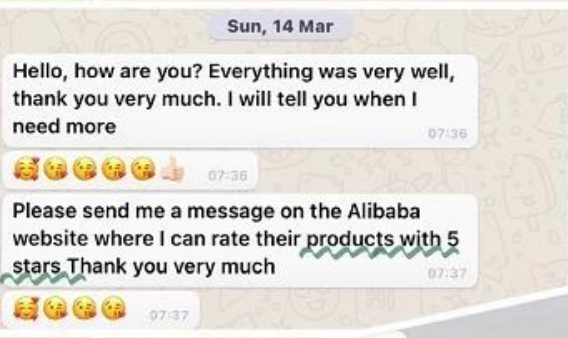 Sun, 14 Mar
Hello, how are you? Everything was very well,
thank you very much. I will tell you when I
need more
07:36
🥰😘😘😘😘👍🏻 07:36
Please send me a message on the Alibaba
website where I can rate their products with 5
stars Thank you very much
07:37
🥰😘😘😘 07:37